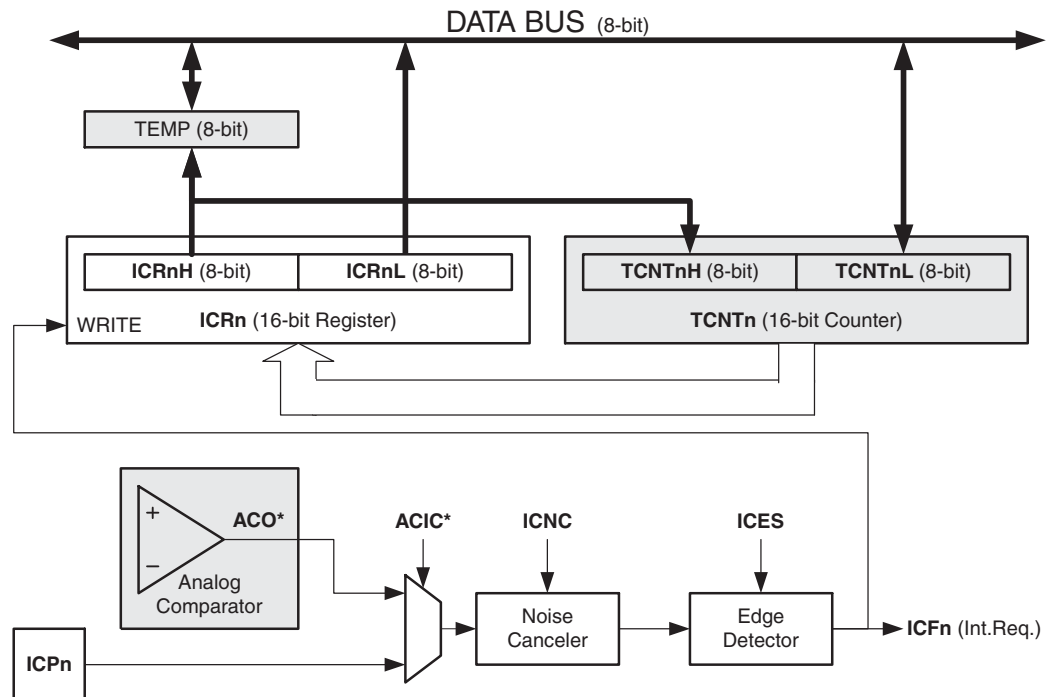 DATA BUS (8-bit)
TEMP (8-bit)
ICRnH (8-bit)
ICRnL (8-bit)
TCNTnH (8-bit)
TCNTnL (8-bit)
WRITE
ICRn (16-bit Register)
TCNTn (16-bit Counter)
+
−
ACO*
Analog
Comparator
ACIC*
ICNC
ICES
Noise
Canceler
Edge
Detector
ICFn (Int.Req.)
ICPn